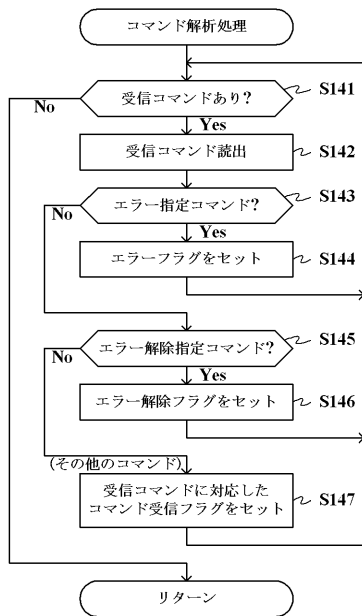 コマンド解析処理
受信コマンドあり?
S141
No
Yes
受信コマンド読出
S142
エラー指定コマンド?
S143
No
Yes
エラーフラグをセット
S144
エラー解除指定コマンド?
S145
No
Yes
エラー解除フラグをセット
S146
(その他のコマンド)
受信コマンドに対応した
コマンド受信フラグをセット
S147
リターン